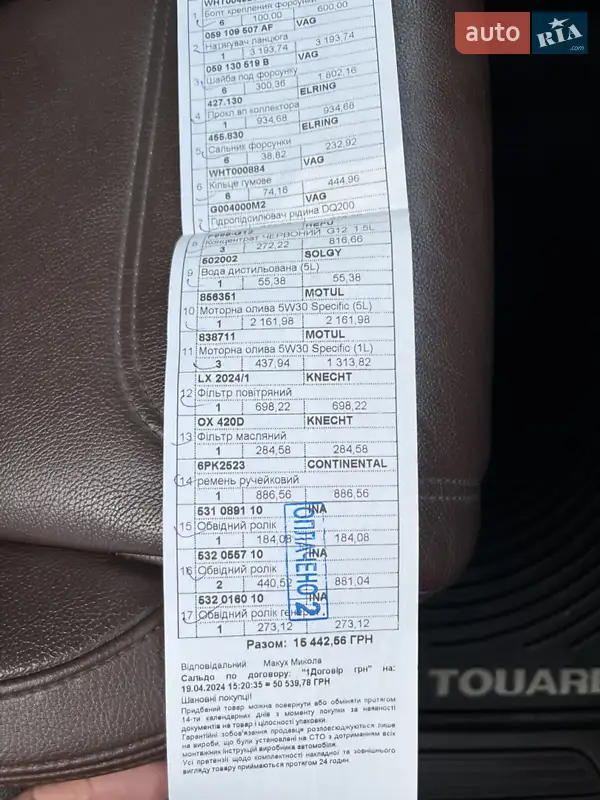 auto RIA .com
WHT00
1 Болт крепления форсун
6 100,00 600,00
059 109 507 AF VAG
2 Натягувач ланцюга
3 193,74 3 193,74
059 130 519 B VAG
3 Шайба под форсунку
6 300,36 1 802,16
427.130 ELRING
4 Прокл вп коллектора
1 934,68 934,68
455.830 ELRING
5 Сальник форсунки
6 38,82 232,92
WHT000884 VAG
6 Кільце гумове
6 74,16 444,96
G004000M2 VAG
7 Гідропідсилювач рідина DQ200
HEPU
8 Концентрат ЧЕРВОНИЙ G12 1.5L
3 272,22 816,66
502002 SOLGY
9 Вода дистильована (5L)
1 55,38 55,38
856351 MOTUL
10 Моторна олива 5W30 Specific (5L)
1 2 161,98 2 161,98
838711 MOTUL
11 Моторна олива 5W30 Specific (1L)
3 437,94 1 313,82
LX 2024/1 KNECHT
12 Фільтр повітряний
1 698,22 698,22
OX 420D KNECHT
13 Фільтр масляний
1 284,58 284,58
6PK2523 CONTINENTAL
14 ремень ручейковий
1 886,56 886,56
531 0891 10 INA
15 Обвідний ролік
1 184,08 184,08
532 0557 10 INA
16 Обвідний ролік
2 440,52 881,04
532 0160 10 INA
17 Обвідний ролік ген
1 273,12 273,12
ОПЛАЧЕНО 2
Разом: 15 442,56 ГРН
Відповідальний Макух Микола
Сальдо по договору: "1Договір грн" на:
19.04.2024 15:20:35 = 50 539,78 ГРН
Шановні покупці!
Придбаний товар можна повернути або обміняти протягом
14-ти календарних днів з моменту покупки за наявності
документів на товар і цілосності упаковки.
Гарантійні зобов'язання продавця розповсюджуються лише
на вироби, що були установлені на СТО з дотриманням всіх
монтажних інструкцій виробника автомобіля.
Усі претензії щодо комплектності накладної та зовнішнього
вигляду товару приймаються протягом 24 годин.
TOUAR